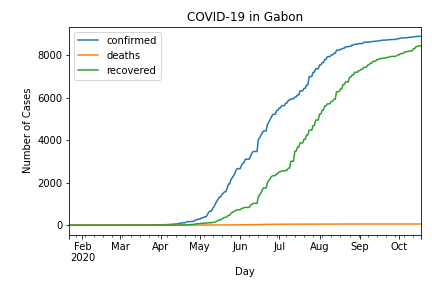 COVID-19 in Gabon
confirmed
deaths
recovered
Number of Cases
8000
6000
4000
2000
0
Feb Mar Apr May Jun Jul Aug Sep Oct
2020
Day